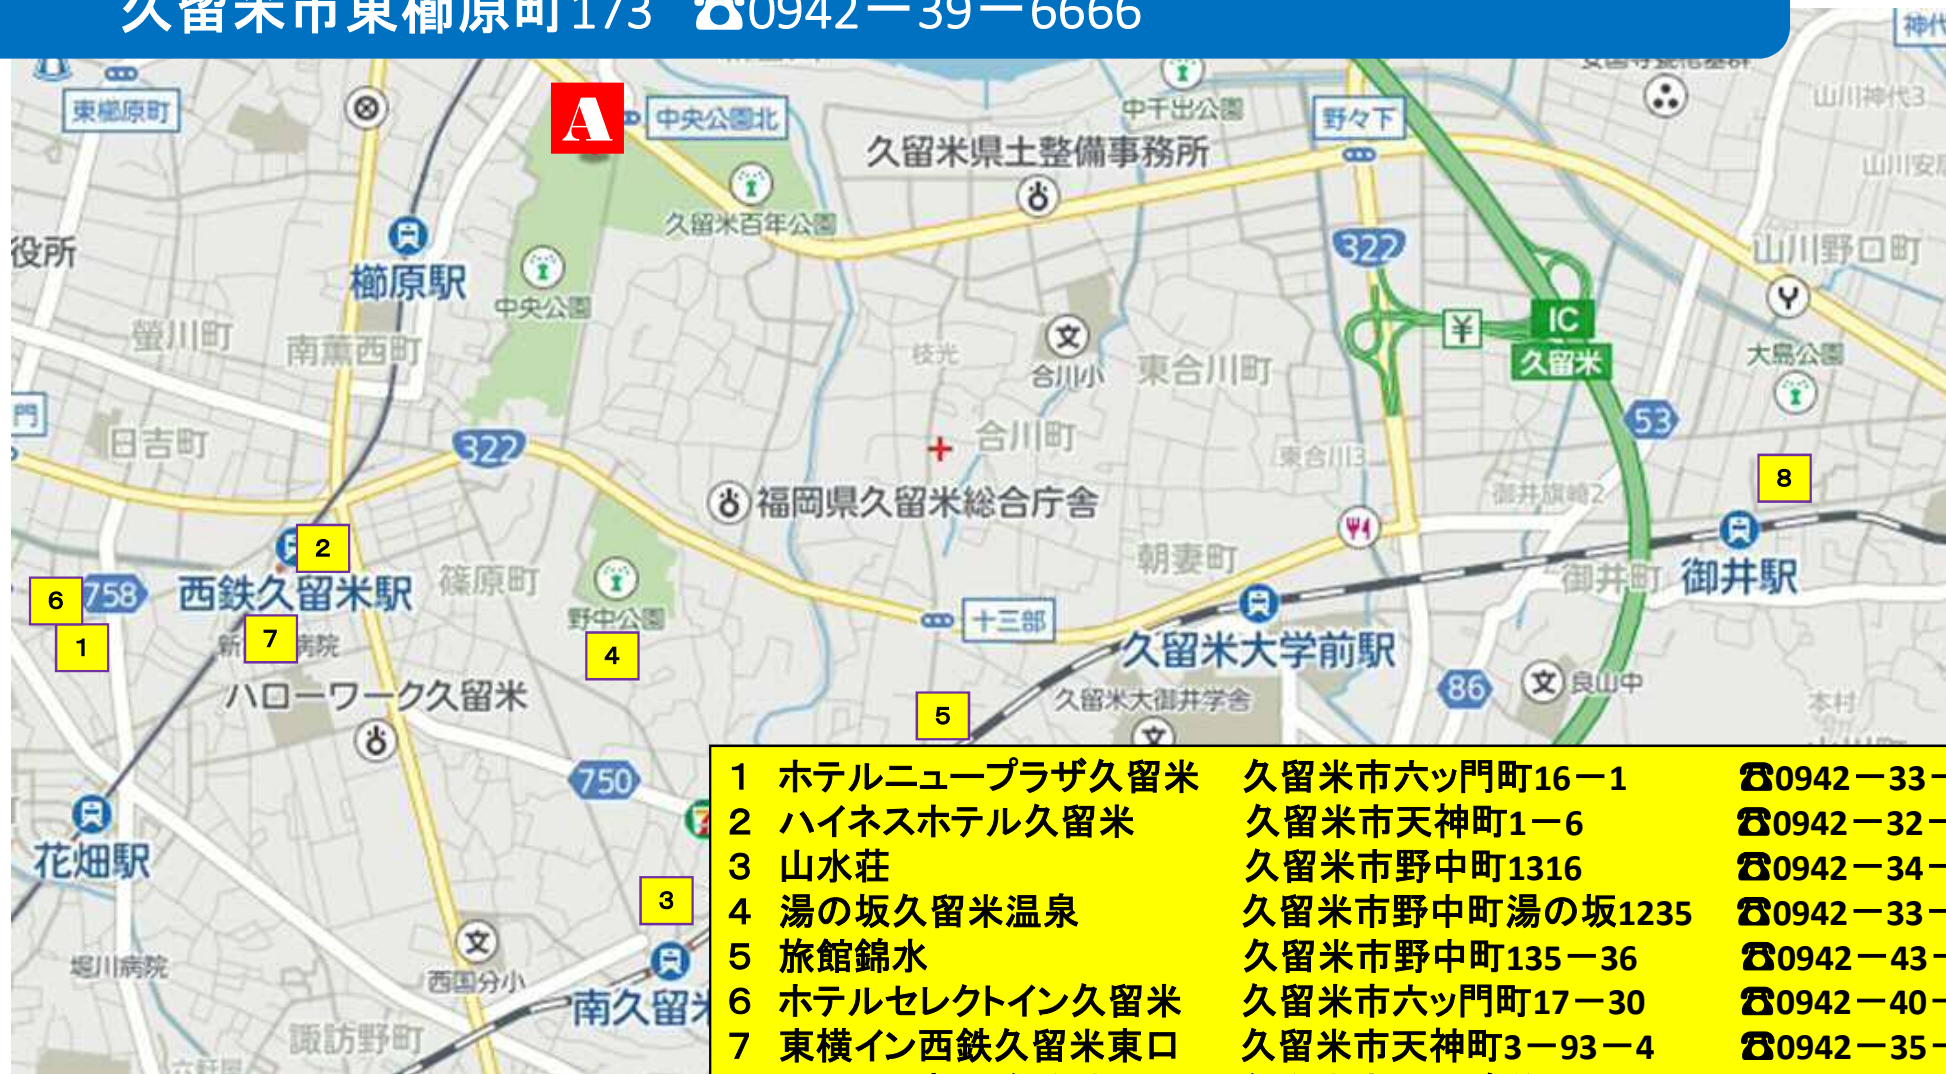 久留米市東櫛原町173 ☎0942－39－6666
東櫛原町
A
中央公園北
中千出公園
野々下
山川神代3
久留米県土整備事務所
山川安居
久留米百年公園
役所
櫛原駅
322
山川野口町
中央公園
IC
久留米
螢川町
南薫西町
枝光
合川小
東合川町
大島公園
門
53
日吉町
322
合川町
東合川3
8
福岡県久留米総合庁舎
御井旗崎2
2
朝妻町
6
758
西鉄久留米駅
篠原町
御井町
御井駅
野中公園
十三部
1
新
7
病院
4
久留米大学前駅
ハローワーク久留米
久留米大御井学舎
86
良山中
5
本村
750
花畑駅
3
堀川病院
西国分小
南久留米
諏訪野町
1 ホテルニュープラザ久留米 久留米市六ッ門町16－1 ☎0942－33－
2 ハイネスホテル久留米 久留米市天神町1－6 ☎0942－32－
3 山水荘 久留米市野中町1316 ☎0942－34－
4 湯の坂久留米温泉 久留米市野中町湯の坂1235 ☎0942－33－
5 旅館錦水 久留米市野中町135－36 ☎0942－43－
6 ホテルセレクトイン久留米 久留米市六ッ門町17－30 ☎0942－40－
7 東横イン西鉄久留米東口 久留米市天神町3－93－4 ☎0942－35－